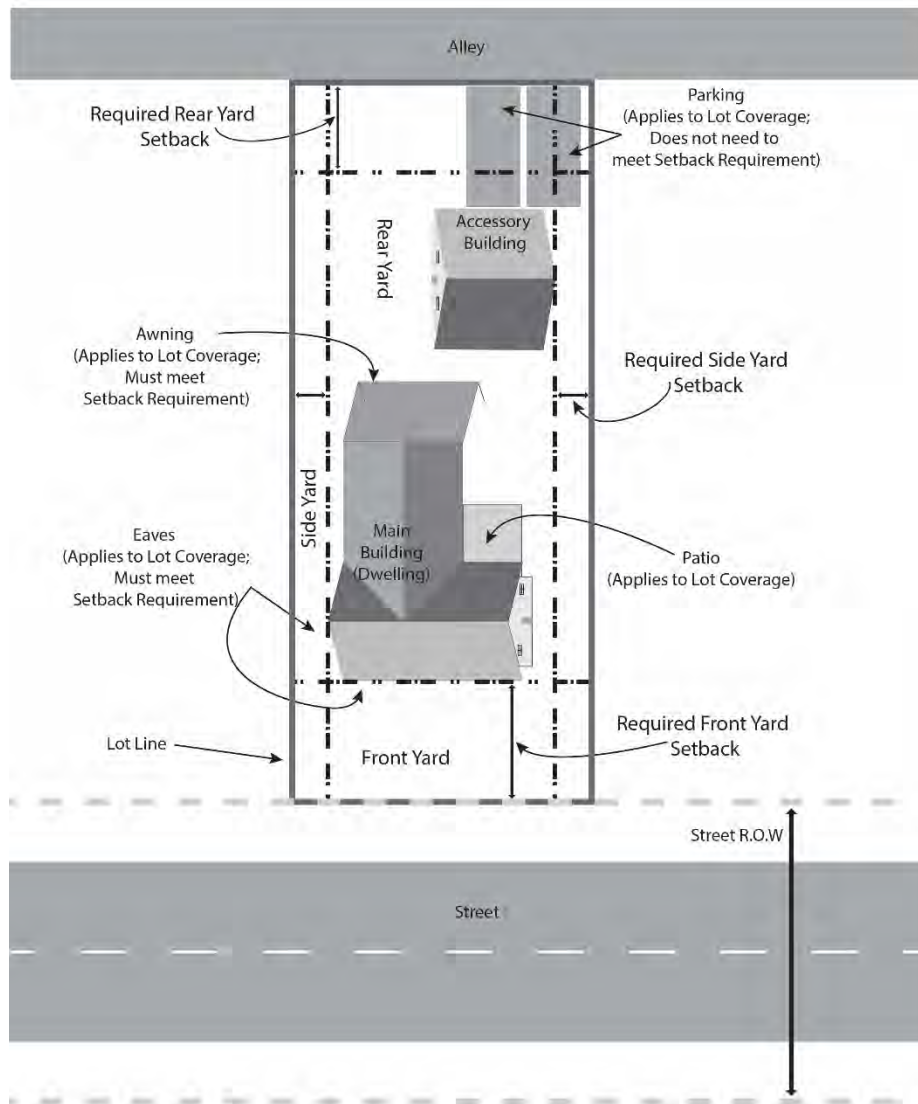 Alley
Required Rear Yard
Setback
Parking
(Applies to Lot Coverage;
Does not need to
meet Setback Requirement)
Rear Yard
Accessory
Building
Awning
(Applies to Lot Coverage;
Must meet
Setback Requirement)
Required Side Yard
Setback
Side Yard
Eaves
(Applies to Lot Coverage;
Must meet
Setback Requirement)
Main
Building
(Dwelling)
Patio
(Applies to Lot Coverage)
Lot Line
Front Yard
Required Front Yard
Setback
Street R.O.W
Street